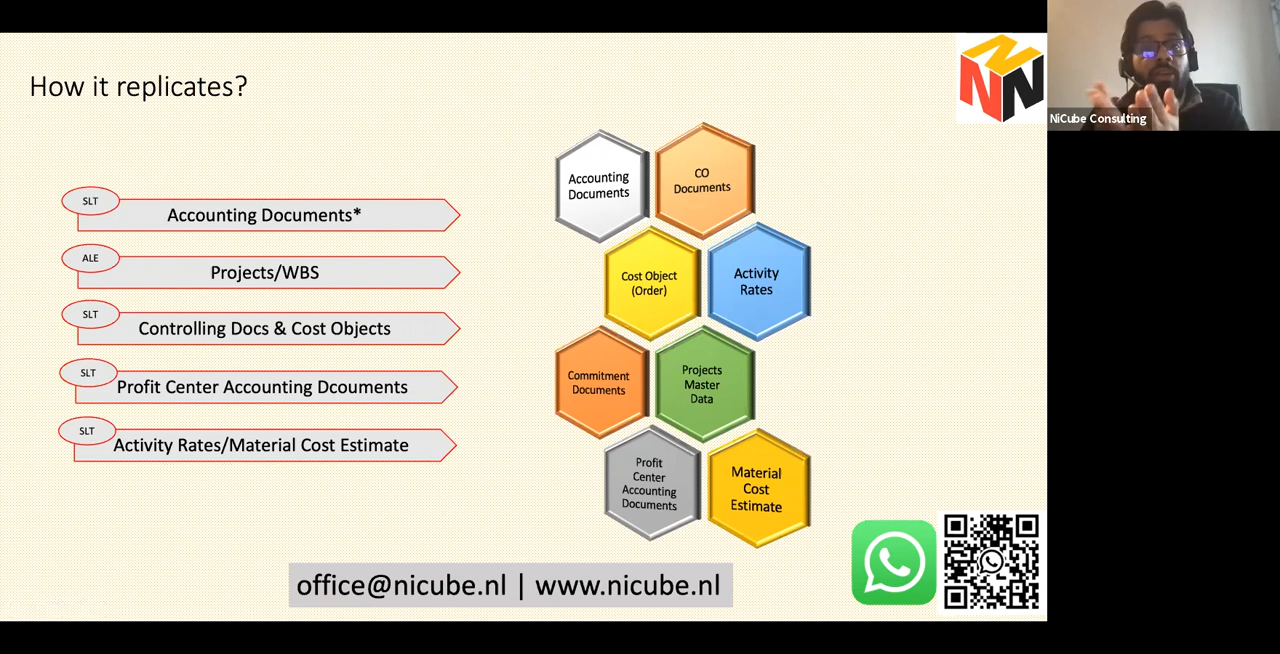 How it replicates?
NiCube Consulting
SLT
Accounting Documents*
ALE
Projects/WBS
SLT
Controlling Docs & Cost Objects
SLT
Profit Center Accounting Dcouments
SLT
Activity Rates/Material Cost Estimate
Accounting
Documents
CO
Documents
Cost Object
(Order)
Activity
Rates
Commitment
Documents
Projects
Master
Data
Profit
Center
Accounting
Documents
Material
Cost
Estimate
office@nicube.nl | www.nicube.nl
NNN